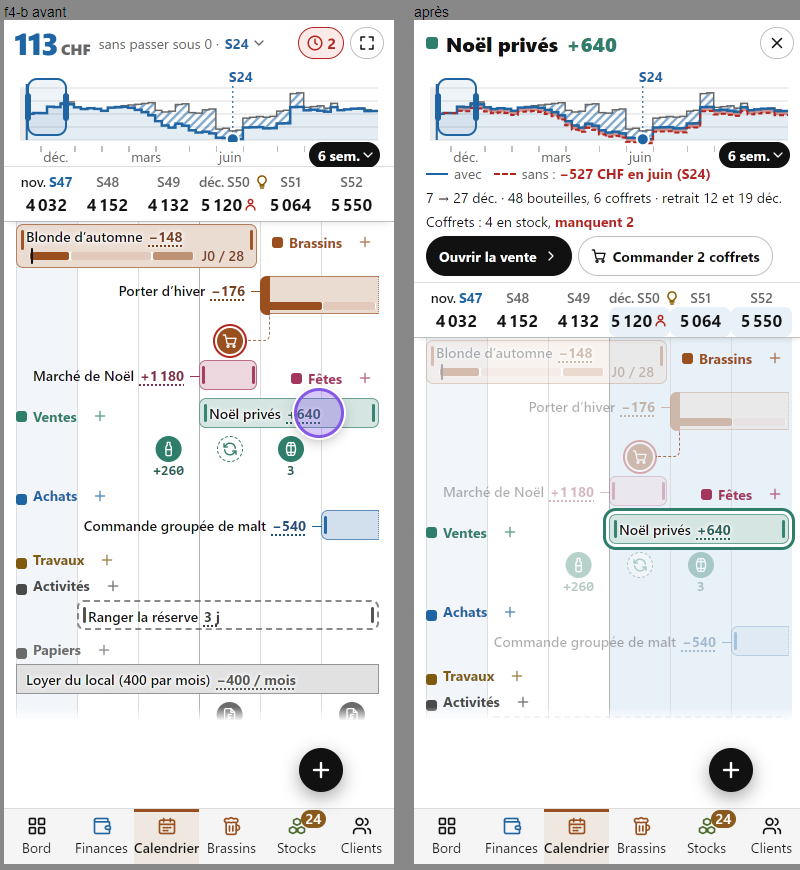 f4-b avant
113 CHF sans passer sous 0 · S24
2
S24
déc. mars juin 6 sem.
nov. S47 S48 S49 déc. S50 S51 S52
4 032 4 152 4 132 5 120 5 064 5 550
Blonde d'automne −148
J0 / 28
Brassins +
Porter d'hiver −176
Marché de Noël +1 180
Fêtes +
Ventes +
Noël privés +640
+260 3
Achats +
Commande groupée de malt −540
Travaux +
Activités +
Ranger la réserve 3 j
Papiers +
Loyer du local (400 par mois) −400 / mois
+
Bord Finances Calendrier Brassins Stocks Clients
24
après
Noël privés +640
S24
déc. mars juin 6 sem.
avec sans : −527 CHF en juin (S24)
7 → 27 déc. · 48 bouteilles, 6 coffrets · retrait 12 et 19 déc.
Coffrets : 4 en stock, manquent 2
Ouvrir la vente Commander 2 coffrets
nov. S47 S48 S49 déc. S50 S51 S52
4 032 4 152 4 132 5 120 5 064 5 550
Blonde d'automne −148
J0 / 28
Brassins +
Porter d'hiver −176
Marché de Noël +1 180
Fêtes +
Ventes +
Noël privés +640
+260 3
Achats +
Commande groupée de malt −540
Travaux +
Activités +
+
Bord Finances Calendrier Brassins Stocks Clients
24